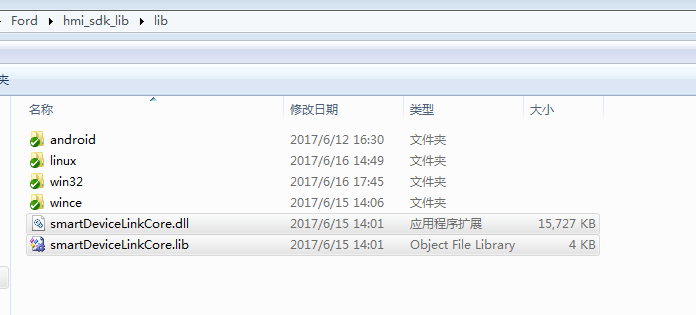 Ford hmi_sdk_lib lib
夹
名称 修改日期 类型 大小
android 2017/6/12 16:30 文件夹
linux 2017/6/16 14:49 文件夹
win32 2017/6/16 17:45 文件夹
wince 2017/6/15 14:06 文件夹
smartDeviceLinkCore.dll 2017/6/15 14:01 应用程序扩展 15,727 KB
smartDeviceLinkCore.lib 2017/6/15 14:01 Object File Library 4 KB